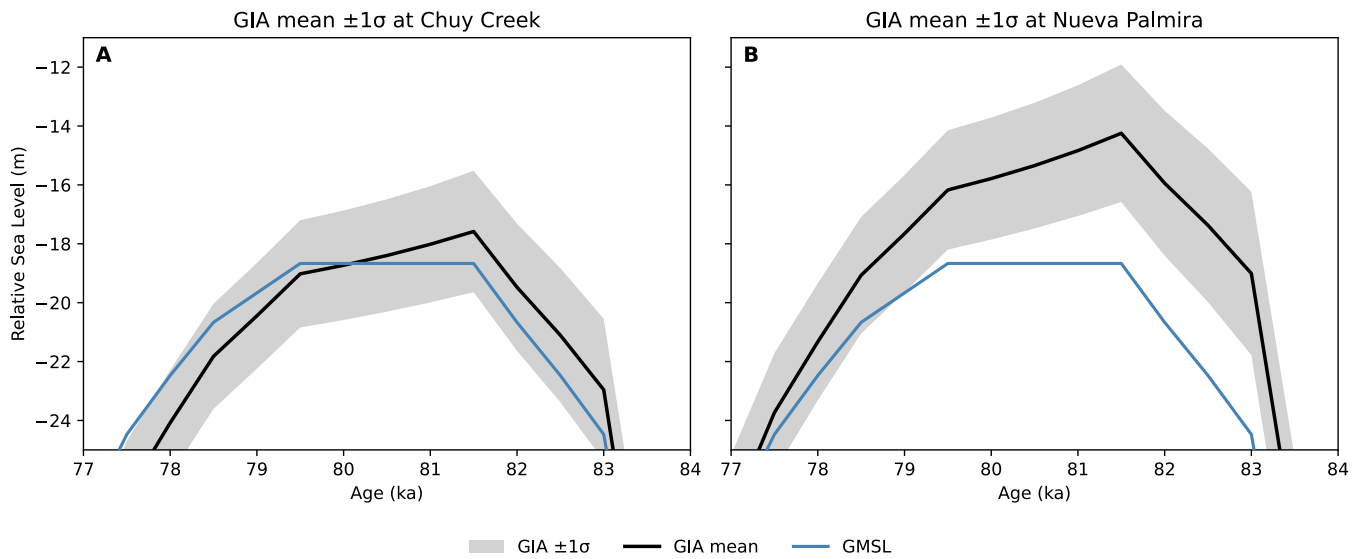 GIA mean ±1σ at Chuy Creek
A
Relative Sea Level (m)
−12
−14
−16
−18
−20
−22
−24
77 78 79 80 81 82 83 84
Age (ka)
GIA mean ±1σ at Nueva Palmira
B
77 78 79 80 81 82 83 84
Age (ka)
GIA ±1σ GIA mean GMSL